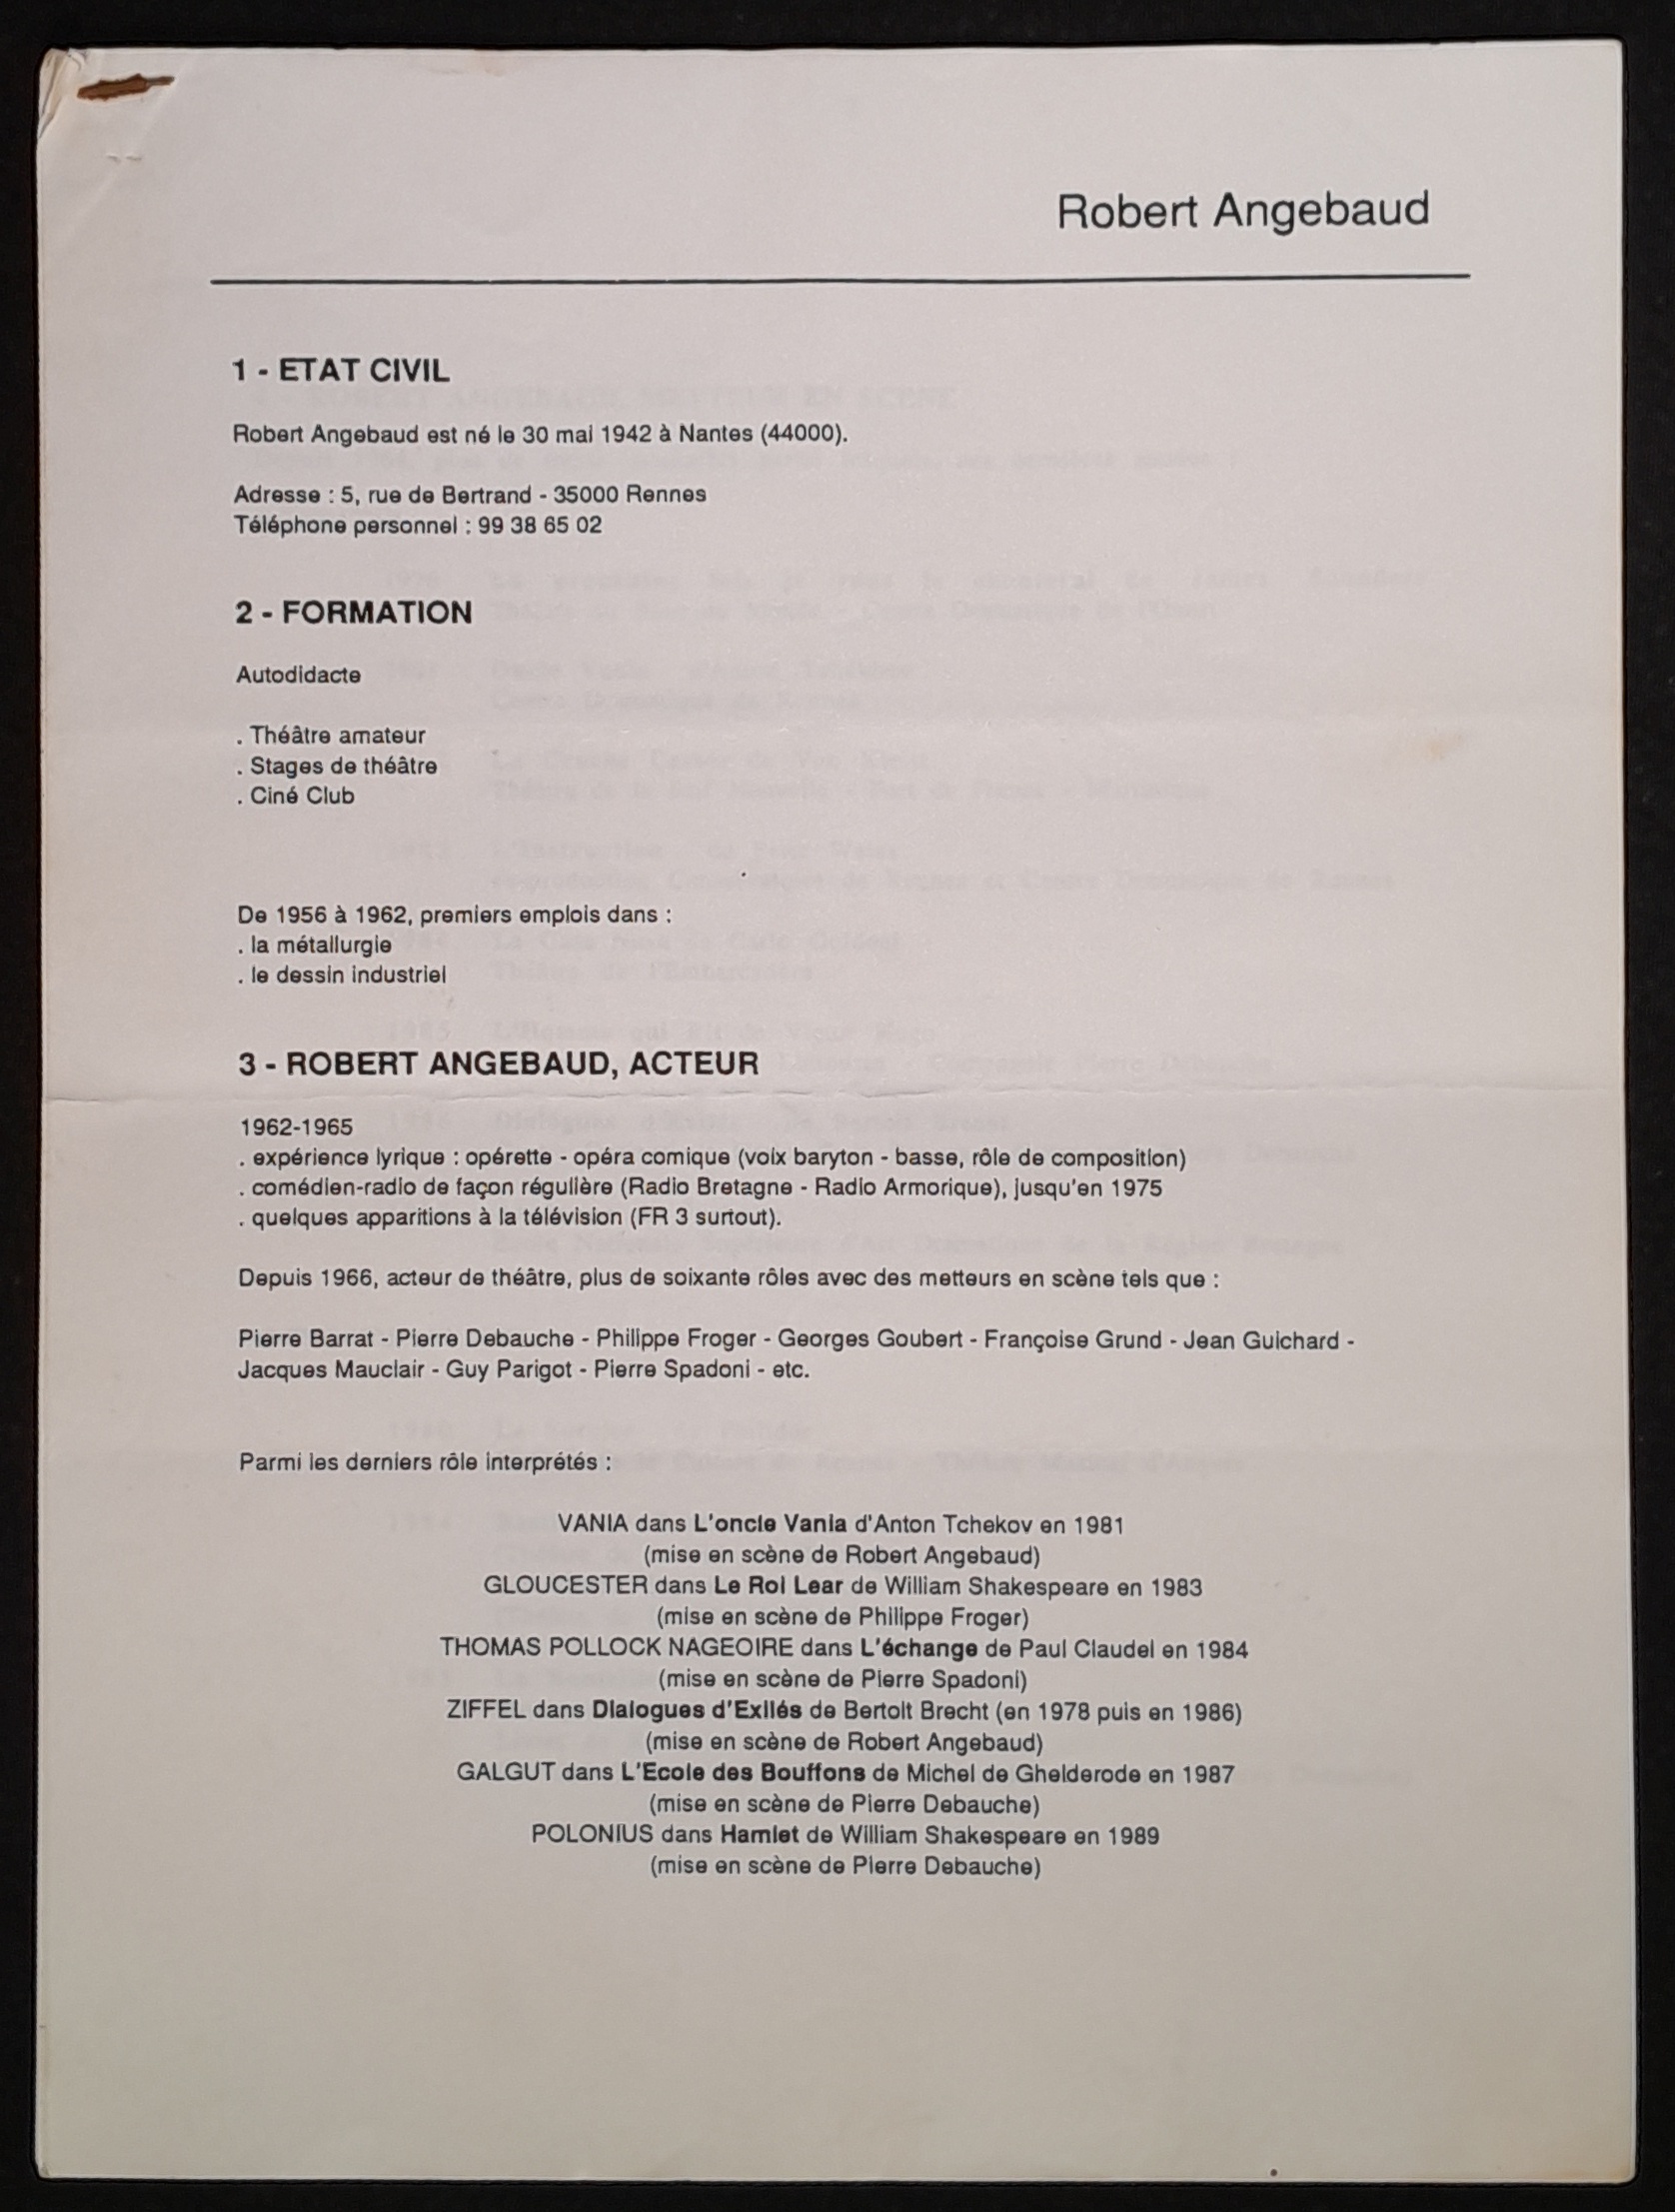 Robert Angebaud
1 - ETAT CIVIL
Robert Angebaud est né le 30 mai 1942 à Nantes (44000).
Adresse : 5, rue de Bertrand - 35000 Rennes
Téléphone personnel : 99 38 65 02
2 - FORMATION
Autodidacte
. Théâtre amateur
. Stages de théâtre
. Ciné Club
De 1956 à 1962, premiers emplois dans :
. la métallurgie
. le dessin industriel
3 - ROBERT ANGEBAUD, ACTEUR
1962-1965
. expérience lyrique : opérette - opéra comique (voix baryton - basse, rôle de composition)
. comédien-radio de façon régulière (Radio Bretagne - Radio Armorique), jusqu'en 1975
. quelques apparitions à la télévision (FR 3 surtout).
Depuis 1966, acteur de théâtre, plus de soixante rôles avec des metteurs en scène tels que :
Pierre Barrat - Pierre Debauche - Philippe Froger - Georges Goubert - Françoise Grund - Jean Guichard -
Jacques Mauclair - Guy Parigot - Pierre Spadoni - etc.
Parmi les derniers rôle interprétés :
VANIA dans L'oncle Vania d'Anton Tchekov en 1981
(mise en scène de Robert Angebaud)
GLOUCESTER dans Le Roi Lear de William Shakespeare en 1983
(mise en scène de Philippe Froger)
THOMAS POLLOCK NAGEOIRE dans L'échange de Paul Claudel en 1984
(mise en scène de Pierre Spadoni)
ZIFFEL dans Dialogues d'Exilés de Bertolt Brecht (en 1978 puis en 1986)
(mise en scène de Robert Angebaud)
GALGUT dans L'Ecole des Bouffons de Michel de Ghelderode en 1987
(mise en scène de Pierre Debauche)
POLONIUS dans Hamlet de William Shakespeare en 1989
(mise en scène de Pierre Debauche)